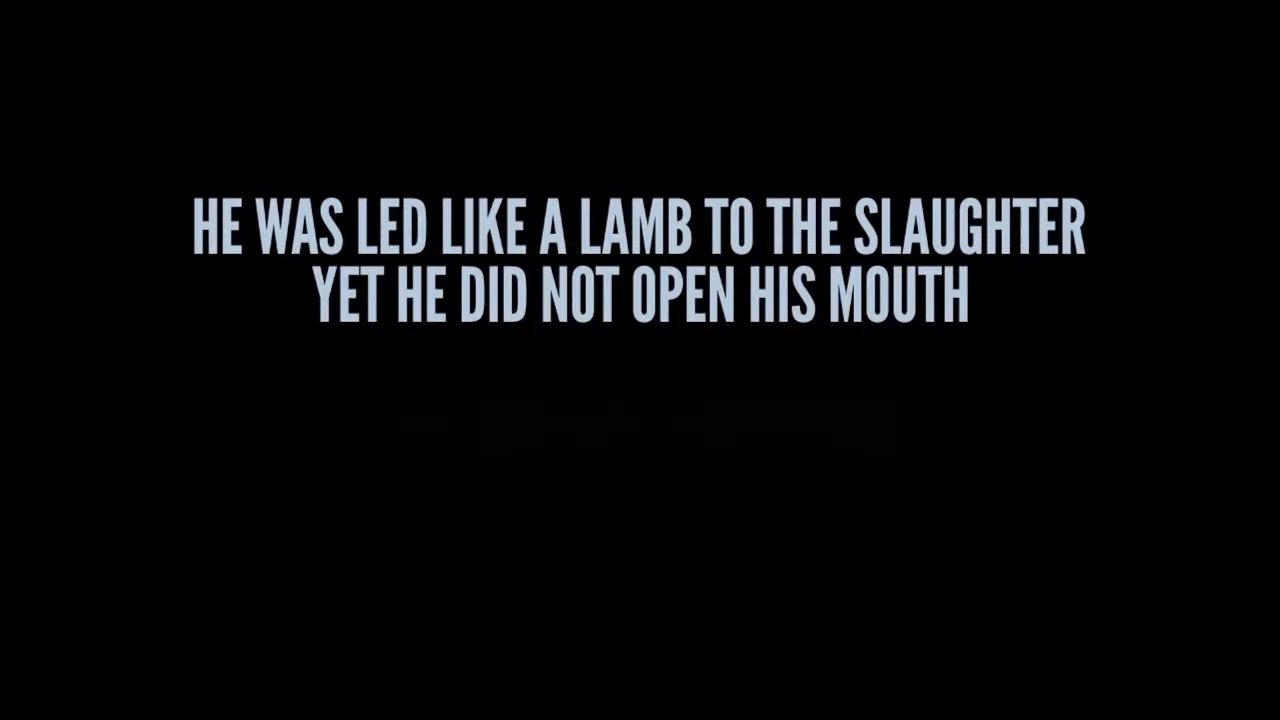 HE WAS LED LIKE A LAMB TO THE SLAUGHTER
YET HE DID NOT OPEN HIS MOUTH